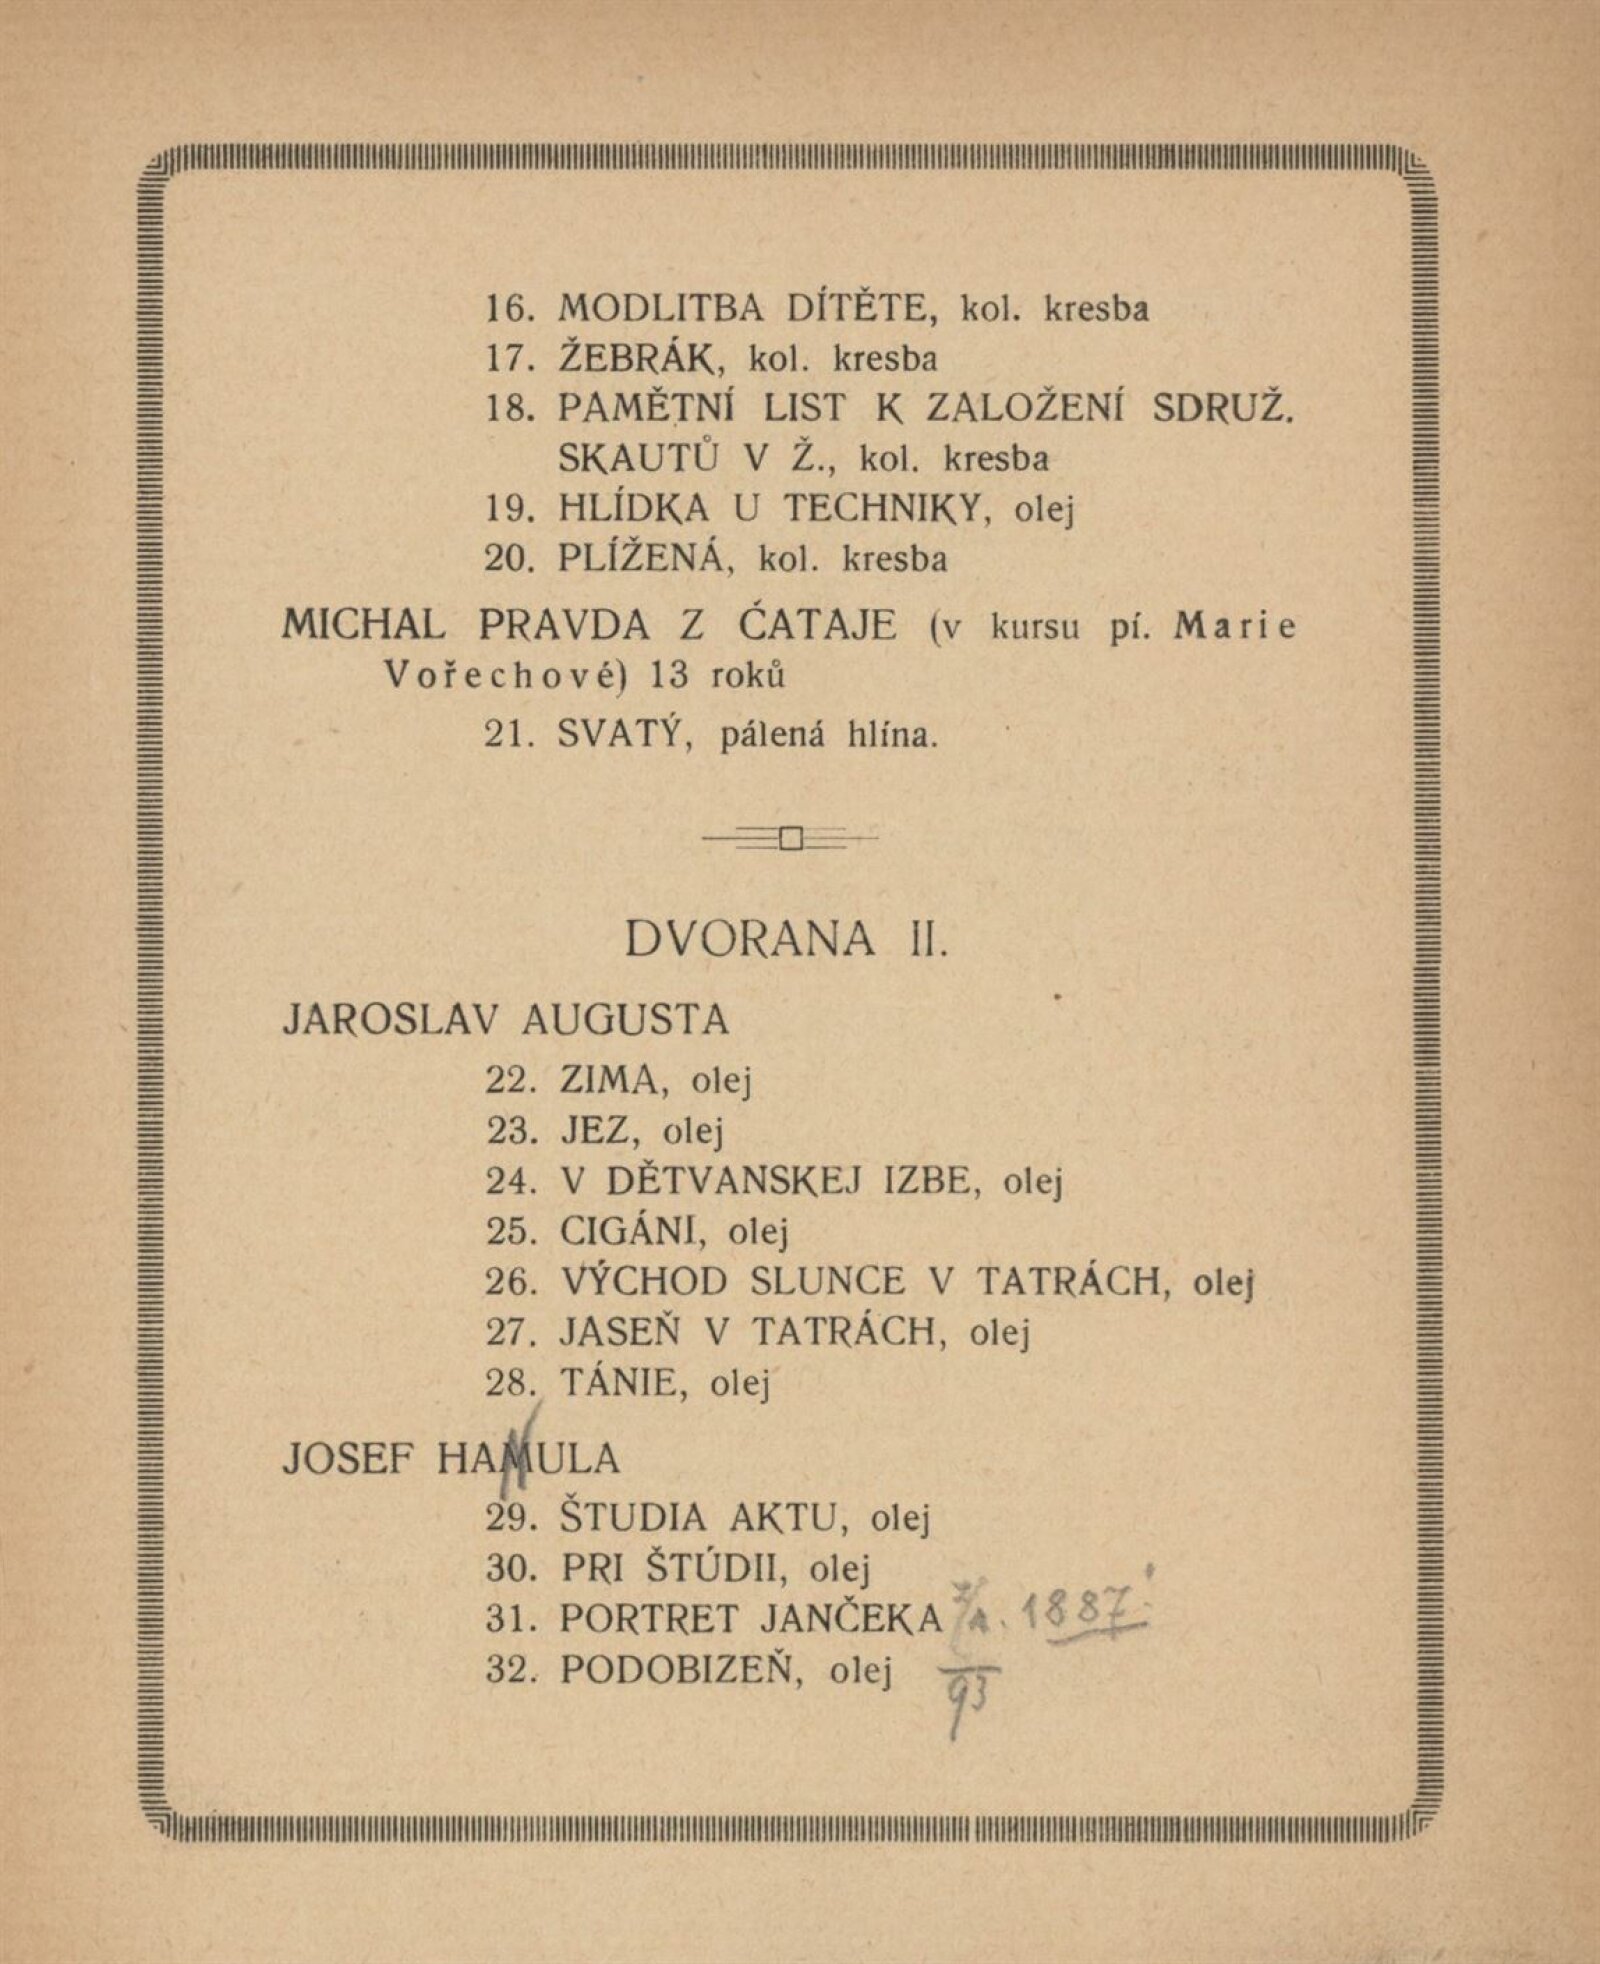 16. MODLITBA DÍTĚTE, kol. kresba
17. ŽEBRÁK, kol. kresba
18. PAMĚTNÍ LIST K ZALOŽENÍ SDRUŽ.
SKAUTŮ V Ž., kol. kresba
19. HLÍDKA U TECHNIKY, olej
20. PLÍŽENÁ, kol. kresba
MICHAL PRAVDA Z ČATAJE (v kursu pí. Marie
Vořechové) 13 roků
21. SVATÝ, pálená hlína.
DVORANA II.
JAROSLAV AUGUSTA
22. ZIMA, olej
23. JEZ, olej
24. V DĚTVANSKEJ IZBE, olej
25. CIGÁNI, olej
26. VÝCHOD SLUNCE V TATRÁCH, olej
27. JASEŇ V TATRÁCH, olej
28. TÁNIE, olej
JOSEF HANULA
29. ŠTUDIA AKTU, olej
30. PRI ŠTÚDII, olej
31. PORTRET JANČEKA 1887
32. PODOBIZEŇ, olej 93